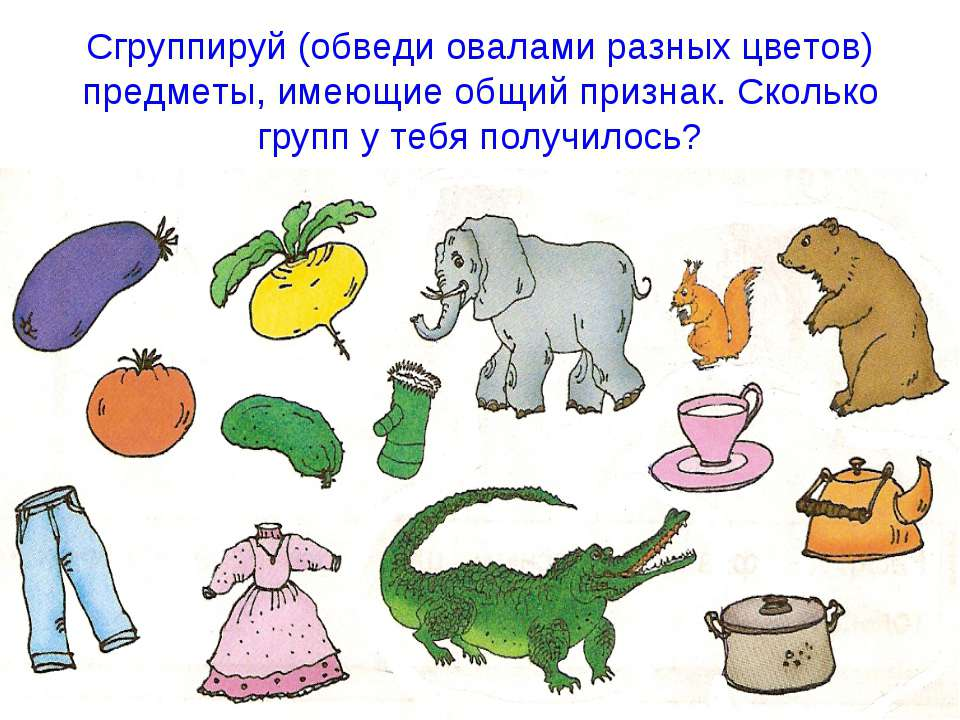 Сгруппируй (обведи овалами разных цветов)
предметы, имеющие общий признак. Сколько
групп у тебя получилось?